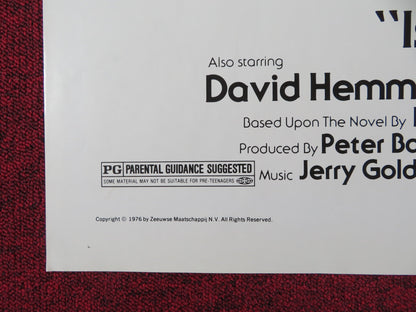 "Is
Also starring
David Hemm
Based Upon The Novel By
Produced By Peter Ba
PG PARENTAL GUIDANCE SUGGESTED
SOME MATERIAL MAY NOT BE SUITABLE FOR PRE-TEENAGERS
Music Jerry Gold
Copyright © 1976 by Zeeuwse Maatschappij N.V. All Rights Reserved.